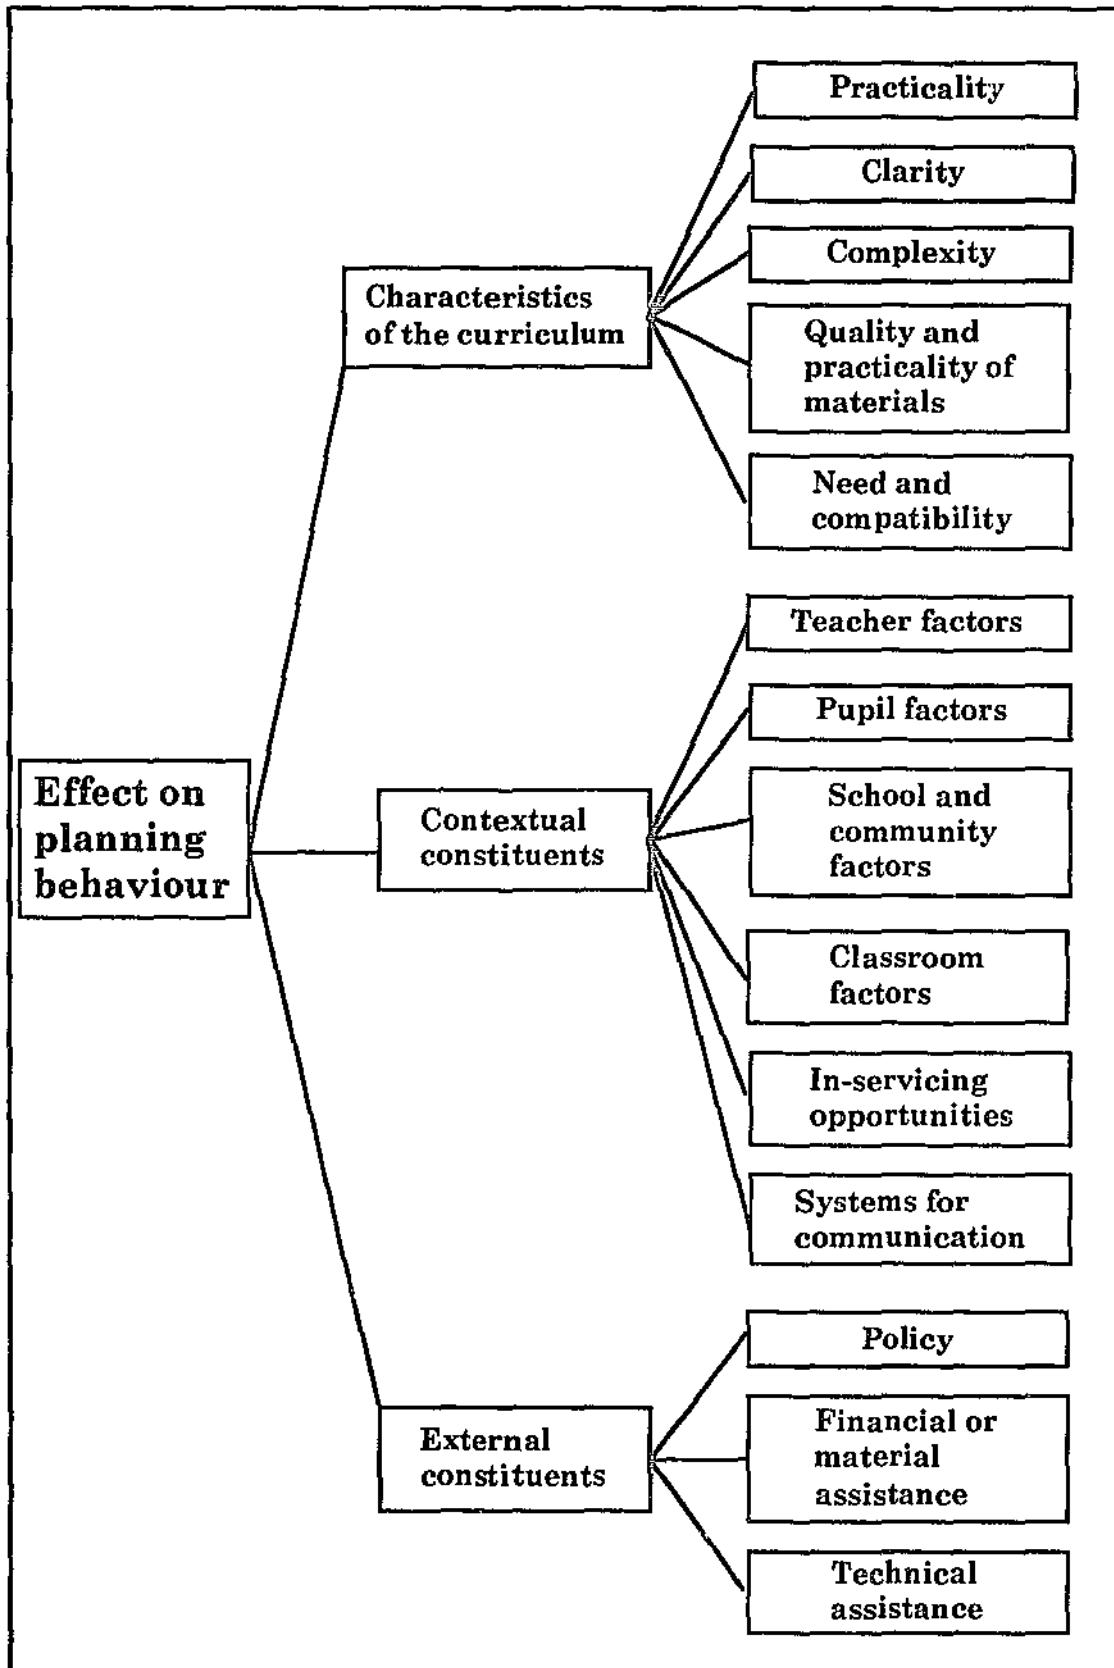 Practicality
Clarity
Complexity
Characteristics
of the curriculum
Quality and
practicality of
materials
Need and
compatibility
Teacher factors
Pupil factors
Effect on
planning
behaviour
Contextual
constituents
School and
community
factors
Classroom
factors
In-servicing
opportunities
Systems for
communication
Policy
External
constituents
Financial or
material
assistance
Technical
assistance